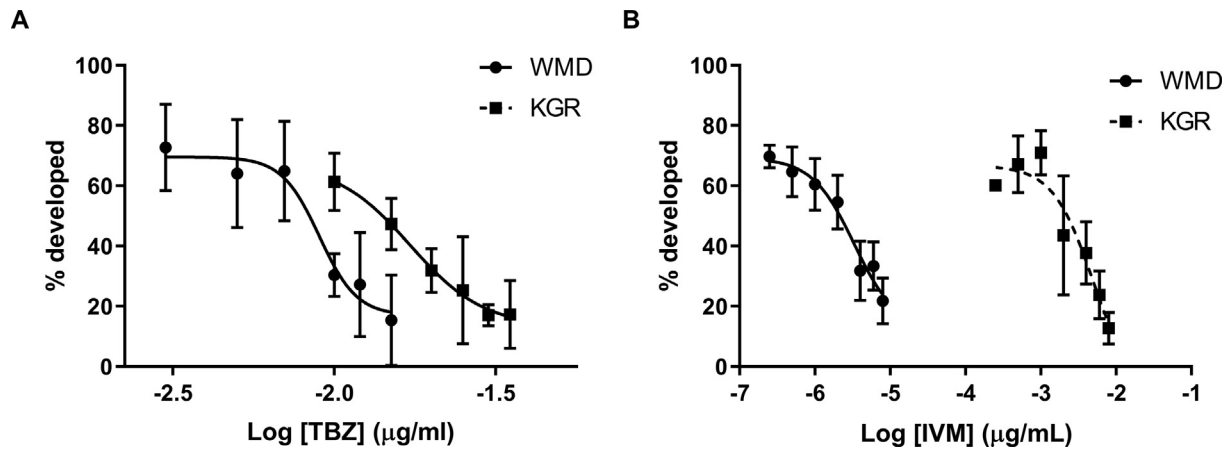 A
100
80
60
40
20
0
% developed
-2.5
-2.0
-1.5
Log [TBZ] (μg/ml)
WMD
KGR
B
100
80
60
40
20
0
% developed
-7
-6
-5
-4
-3
-2
-1
Log [IVM] (μg/mL)
WMD
KGR